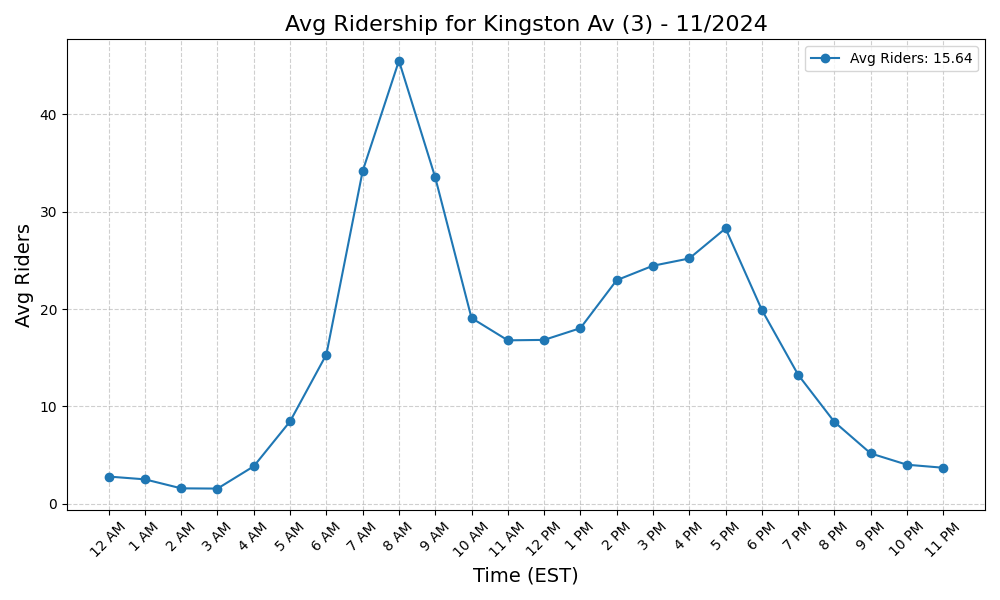 Avg Ridership for Kingston Av (3) - 11/2024
Avg Riders: 15.64
Avg Riders
40
30
20
10
0
12 AM
1 AM
2 AM
3 AM
4 AM
5 AM
6 AM
7 AM
8 AM
9 AM
10 AM
11 AM
12 PM
1 PM
2 PM
3 PM
4 PM
5 PM
6 PM
7 PM
8 PM
9 PM
10 PM
11 PM
Time (EST)